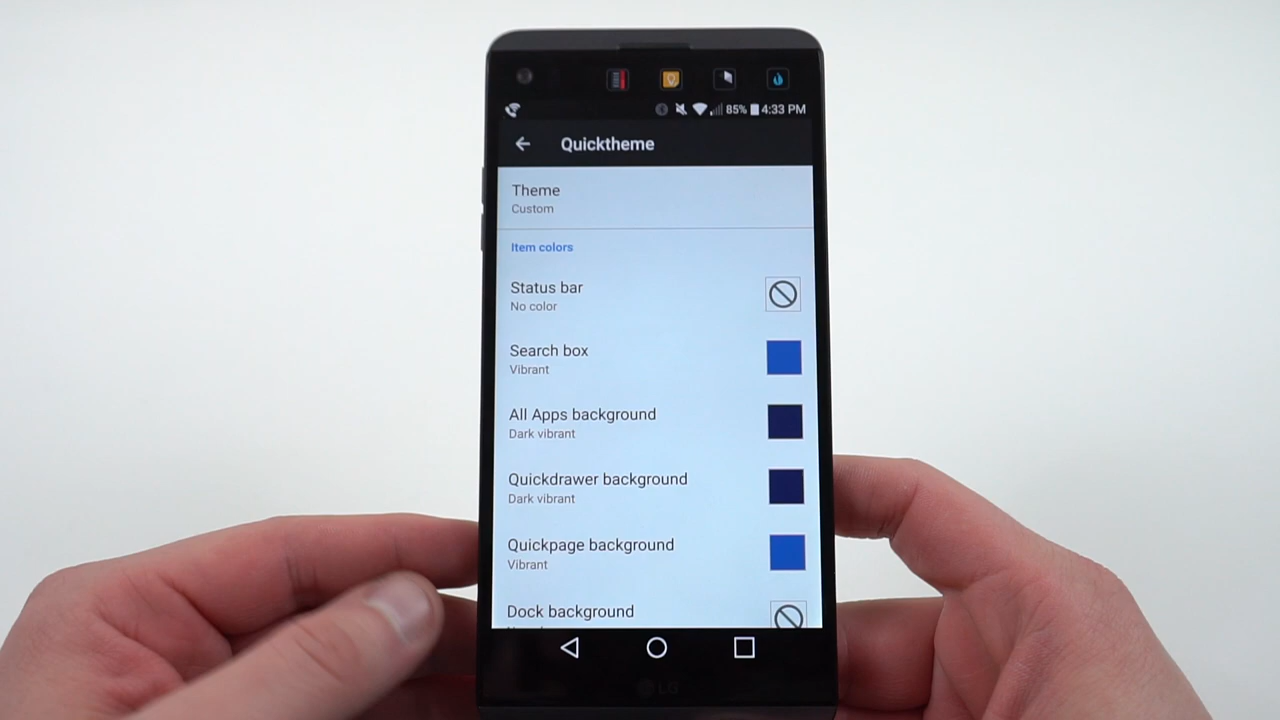 85% 4:33 PM
Quicktheme
Theme
Custom
Item colors
Status bar
No color
Search box
Vibrant
All Apps background
Dark vibrant
Quickdrawer background
Dark vibrant
Quickpage background
Vibrant
Dock background
LG